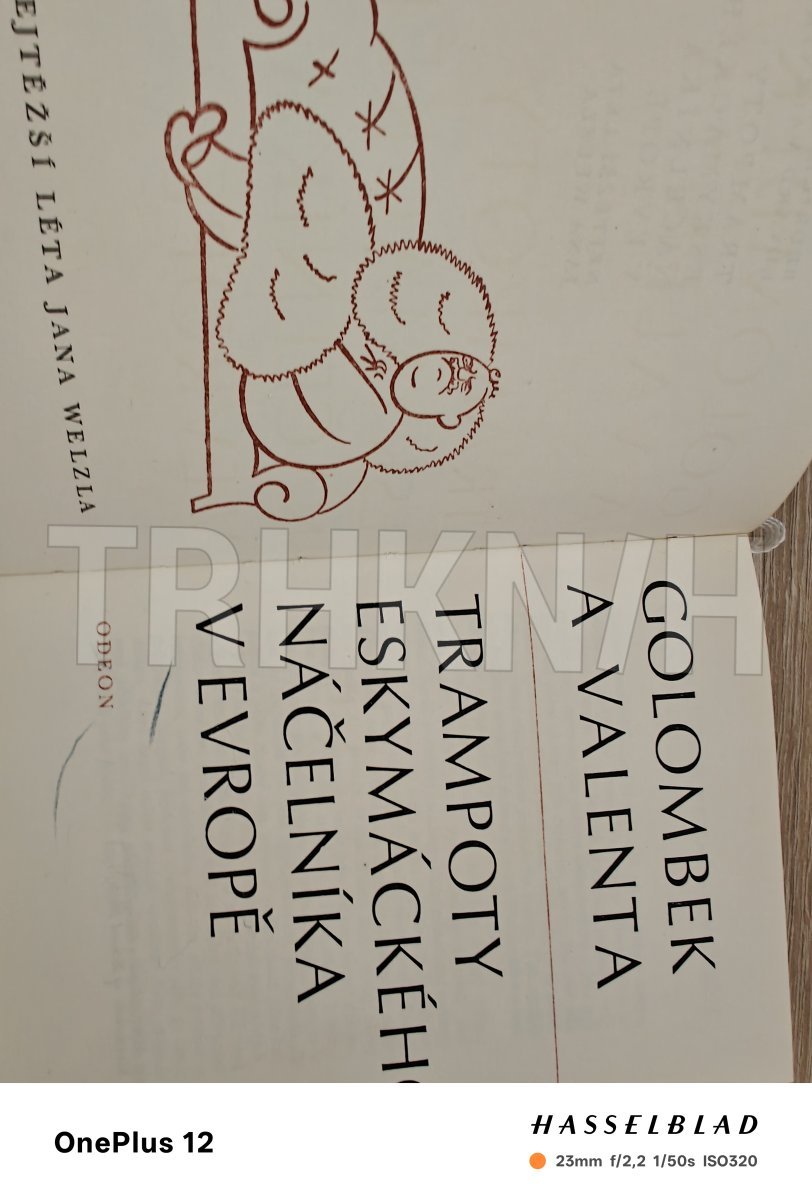 EJTĚŽŠÍ LÉTA JANA WELZLA
GOLOMBEK
A VALENTA
TRAMPOTY
ESKYMÁCKÉHO
NÁČELNÍKA
V EVROPĚ
ODEON
TRHKN/H
OnePlus 12
HASSELBLAD
23mm f/2,2 1/50s ISO320